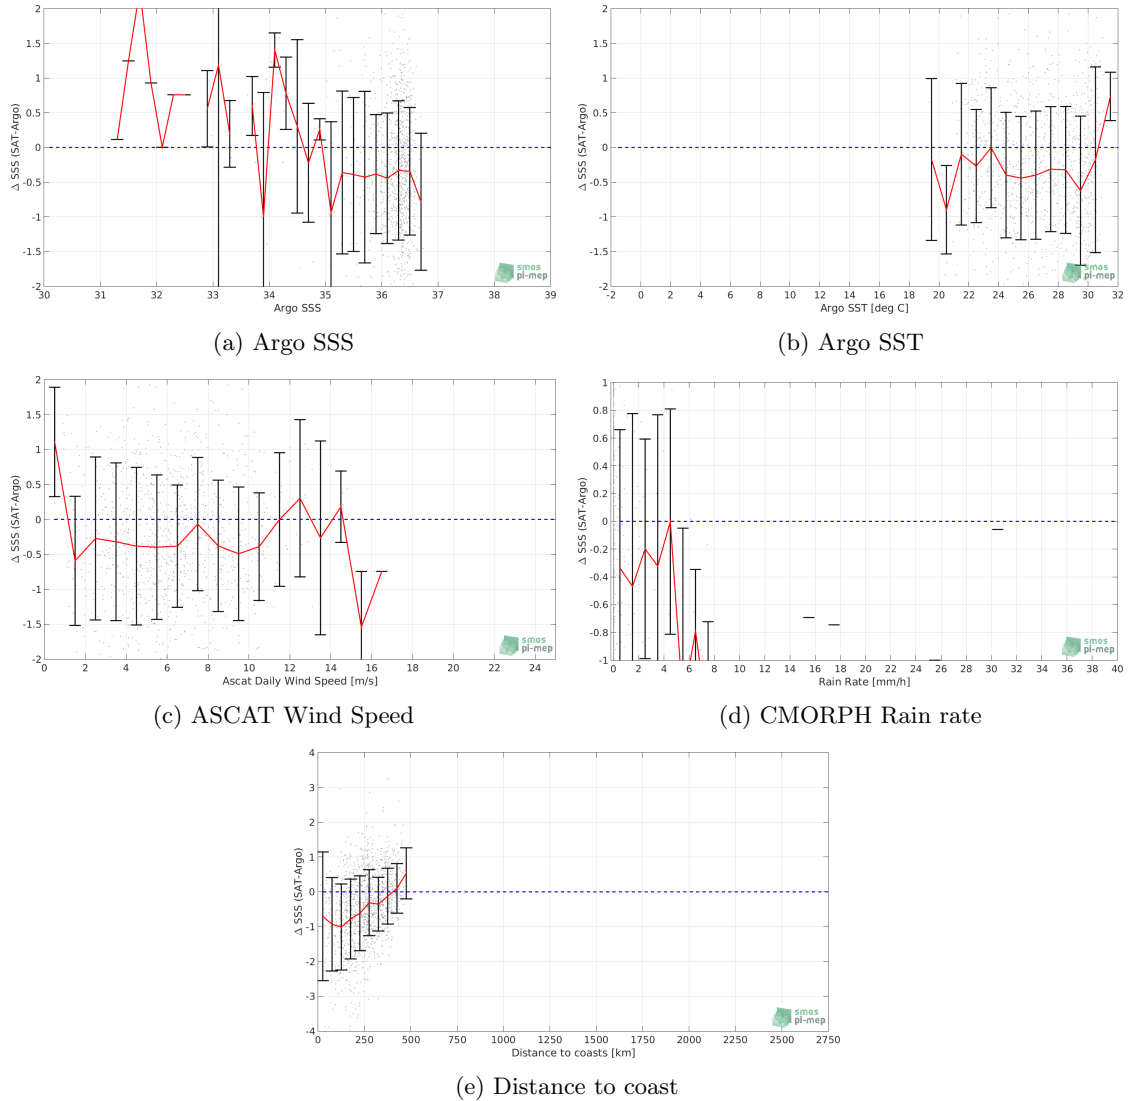 2
1.5
1
0.5
0
-0.5
-1
-1.5
-2
Δ SSS (SAT-Argo)
30 31 32 33 34 35 36 37 38 39
Argo SSS
smos
pi-mep
(a) Argo SSS
2
1.5
1
0.5
0
-0.5
-1
-1.5
-2
Δ SSS (SAT-Argo)
-2 0 2 4 6 8 10 12 14 16 18 20 22 24 26 28 30 32
Argo SST [deg C]
smos
pi-mep
(b) Argo SST
2
1.5
1
0.5
0
-0.5
-1
-1.5
-2
Δ SSS (SAT-Argo)
0 2 4 6 8 10 12 14 16 18 20 22 24
Ascat Daily Wind Speed [m/s]
smos
pi-mep
(c) ASCAT Wind Speed
1
0.8
0.6
0.4
0.2
0
-0.2
-0.4
-0.6
-0.8
-1
Δ SSS (SAT-Argo)
0 2 4 6 8 10 12 14 16 18 20 22 24 26 28 30 32 34 36 38 40
Rain Rate [mm/h]
smos
pi-mep
(d) CMORPH Rain rate
4
3
2
1
0
-1
-2
-3
-4
Δ SSS (SAT-Argo)
0 250 500 750 1000 1250 1500 1750 2000 2250 2500 2750
Distance to coasts [km]
smos
pi-mep
(e) Distance to coast